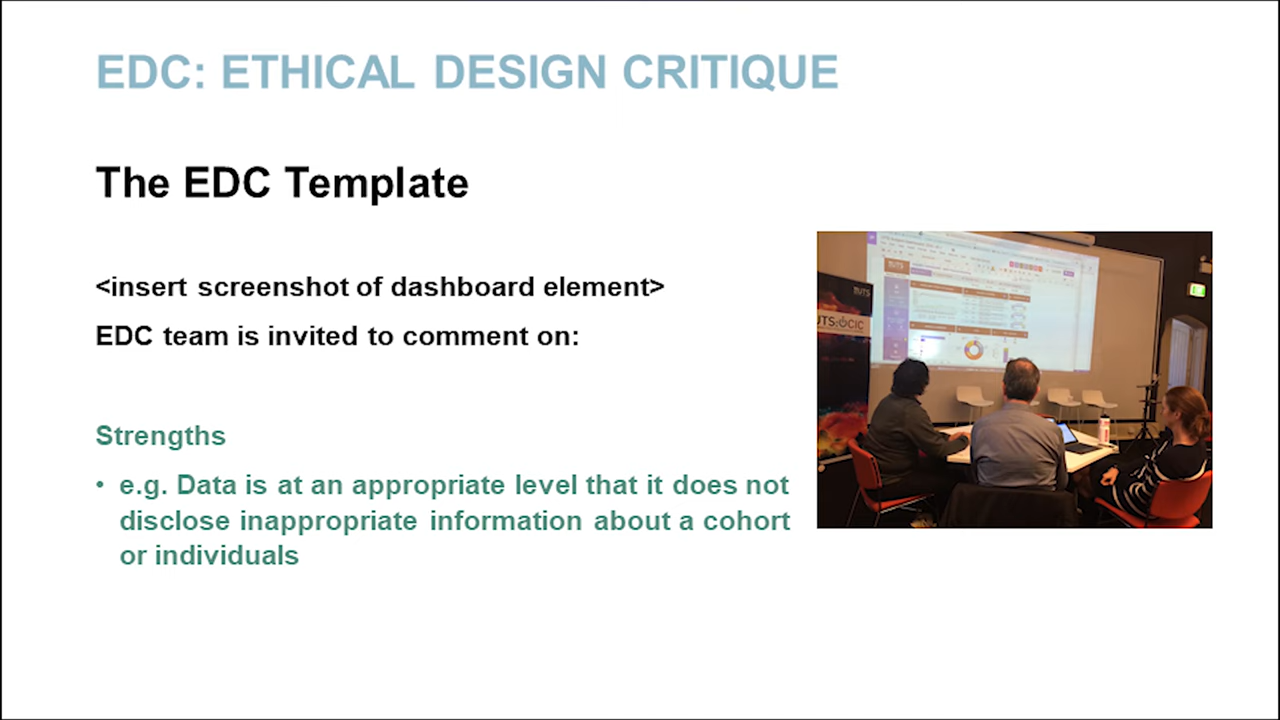 EDC: ETHICAL DESIGN CRITIQUE
The EDC Template
<insert screenshot of dashboard element>
EDC team is invited to comment on:
Strengths
• e.g. Data is at an appropriate level that it does not
disclose inappropriate information about a cohort
or individuals
UTS
UTS
UTS:CIC